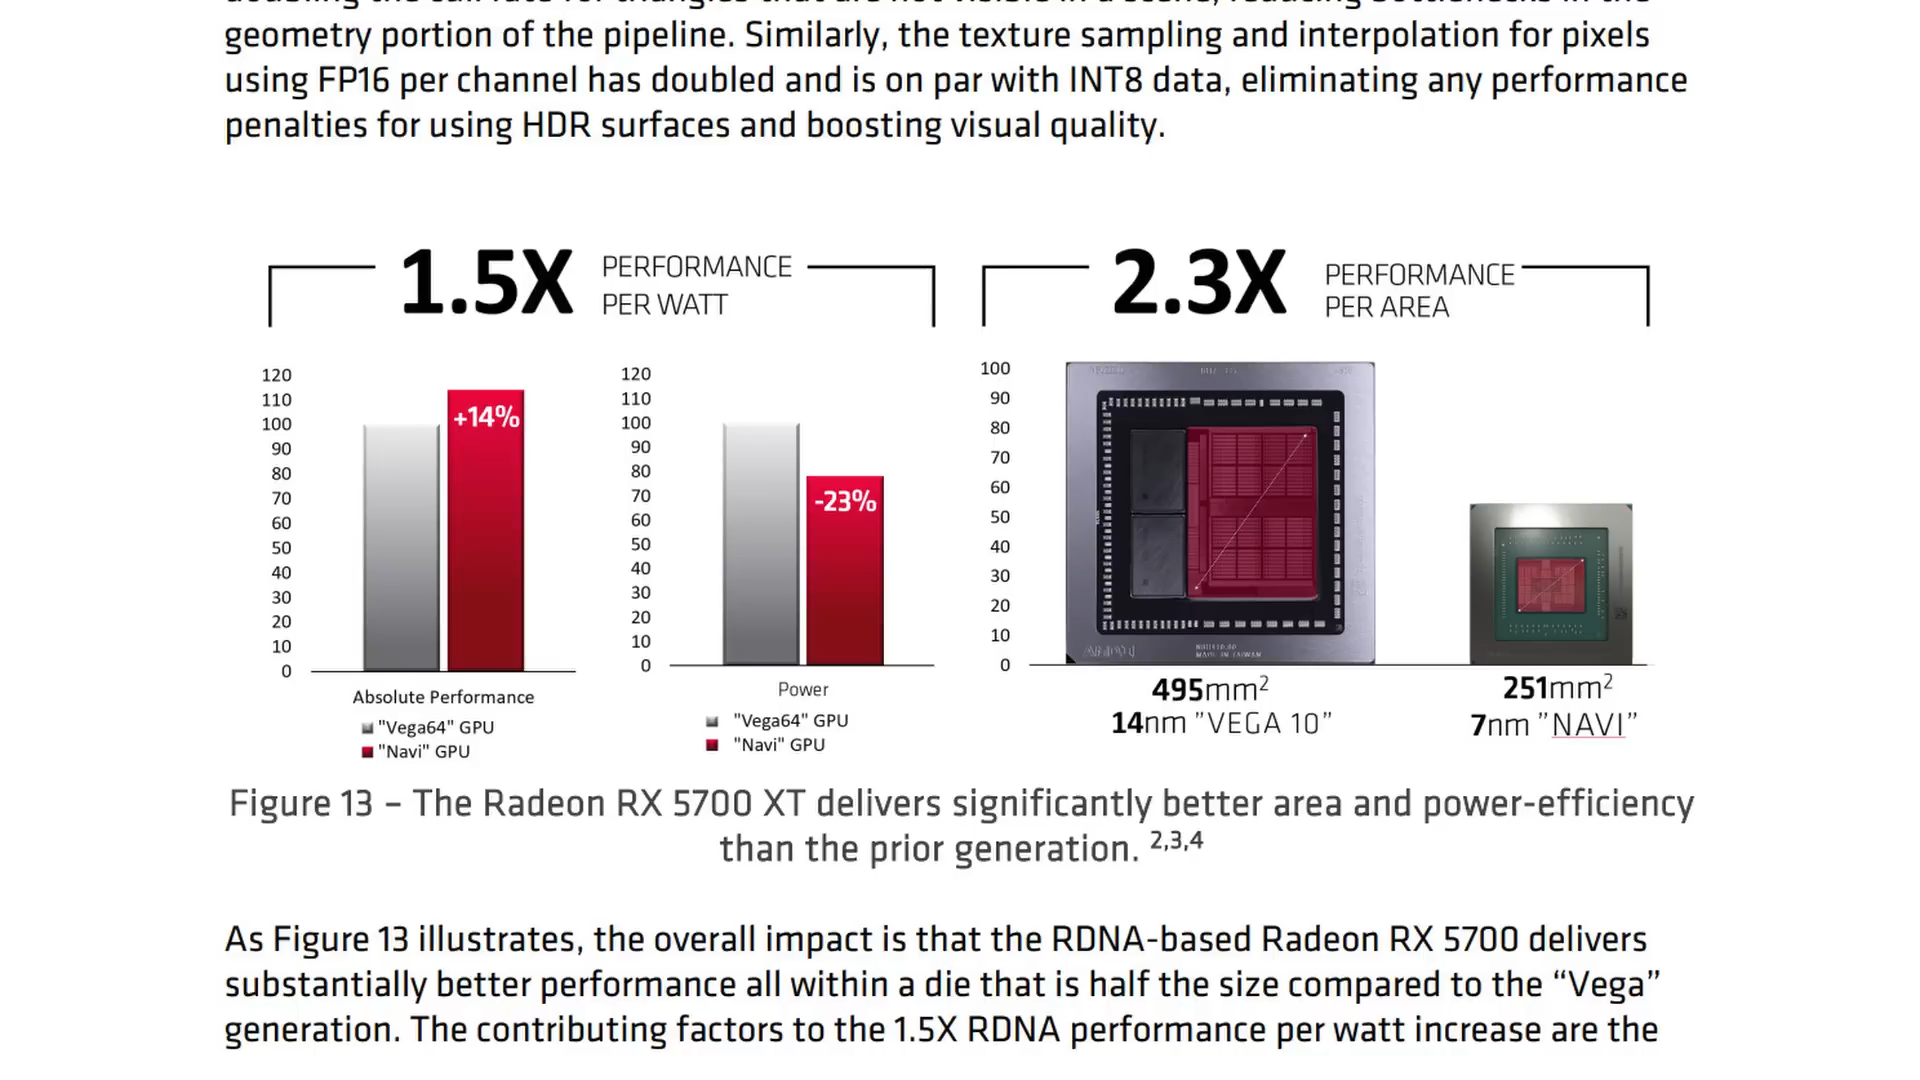 geometry portion of the pipeline. Similarly, the texture sampling and interpolation for pixels
using FP16 per channel has doubled and is on par with INT8 data, eliminating any performance
penalties for using HDR surfaces and boosting visual quality.
1.5X PERFORMANCE
PER WATT
120
110
100
90
80
70
60
50
40
30
20
10
0
+14%
Absolute Performance
"Vega64" GPU
"Navi" GPU
120
110
100
90
80
70
60
50
40
30
20
10
0
-23%
Power
"Vega64" GPU
"Navi" GPU
2.3X PERFORMANCE
PER AREA
100
90
80
70
60
50
40
30
20
10
0
AMD
MADE IN TAIWAN
495mm²
14nm ”VEGA 10”
251mm²
7nm ”NAVI”
Figure 13 – The Radeon RX 5700 XT delivers significantly better area and power-efficiency
than the prior generation. 2,3,4
As Figure 13 illustrates, the overall impact is that the RDNA-based Radeon RX 5700 delivers
substantially better performance all within a die that is half the size compared to the “Vega”
generation. The contributing factors to the 1.5X RDNA performance per watt increase are the